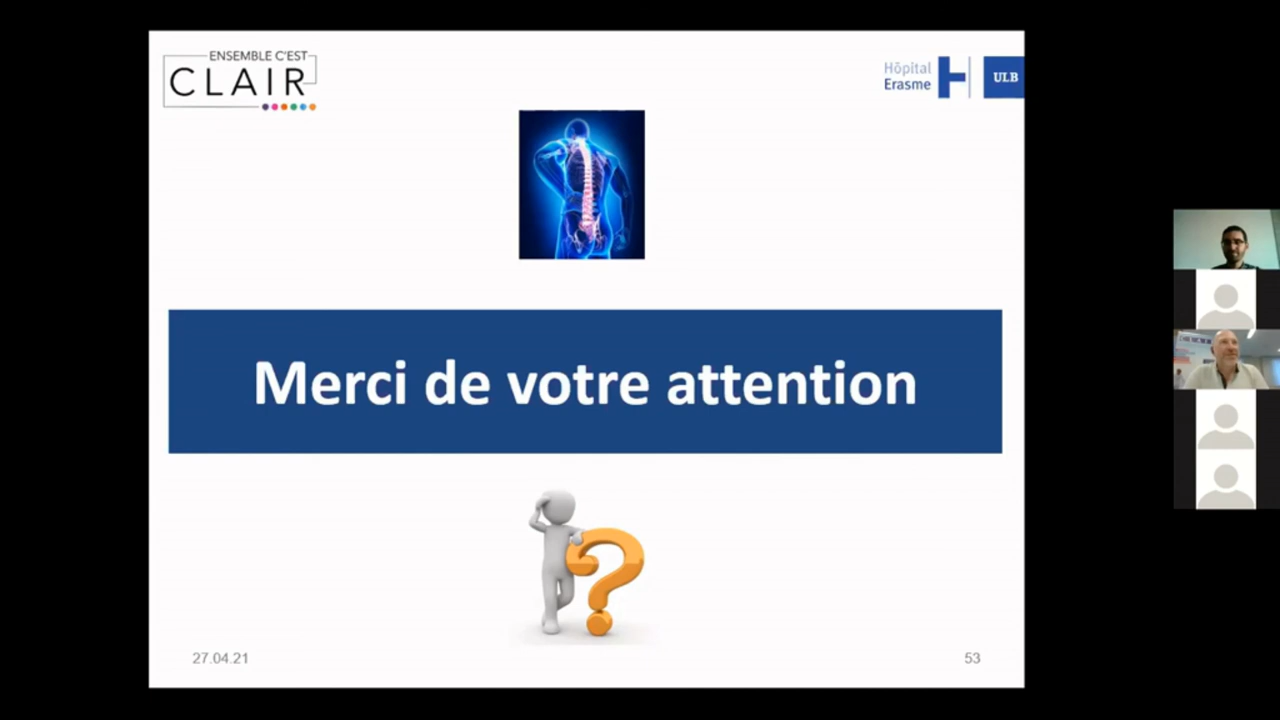 ENSEMBLE C'EST
CLAIR
Hôpital
Erasme
ULB
Merci de votre attention
27.04.21
53